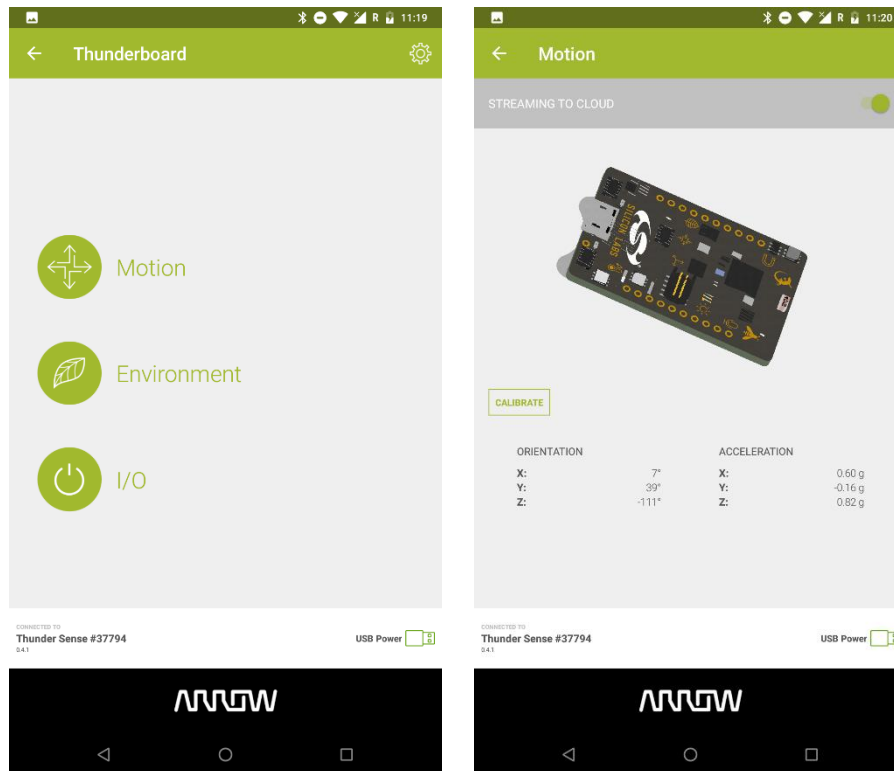 R 11:19
Thunderboard
Motion
Environment
I/O
CONNECTED TO
Thunder Sense #37794
0.4.1
USB Power
ARROW
R 11:20
Motion
STREAMING TO CLOUD
SILICON LABS
CALIBRATE
ORIENTATION
X: 7°
Y: 39°
Z: -111°
ACCELERATION
X: 0.60 g
Y: -0.16 g
Z: 0.82 g
CONNECTED TO
Thunder Sense #37794
0.4.1
USB Power
ARROW